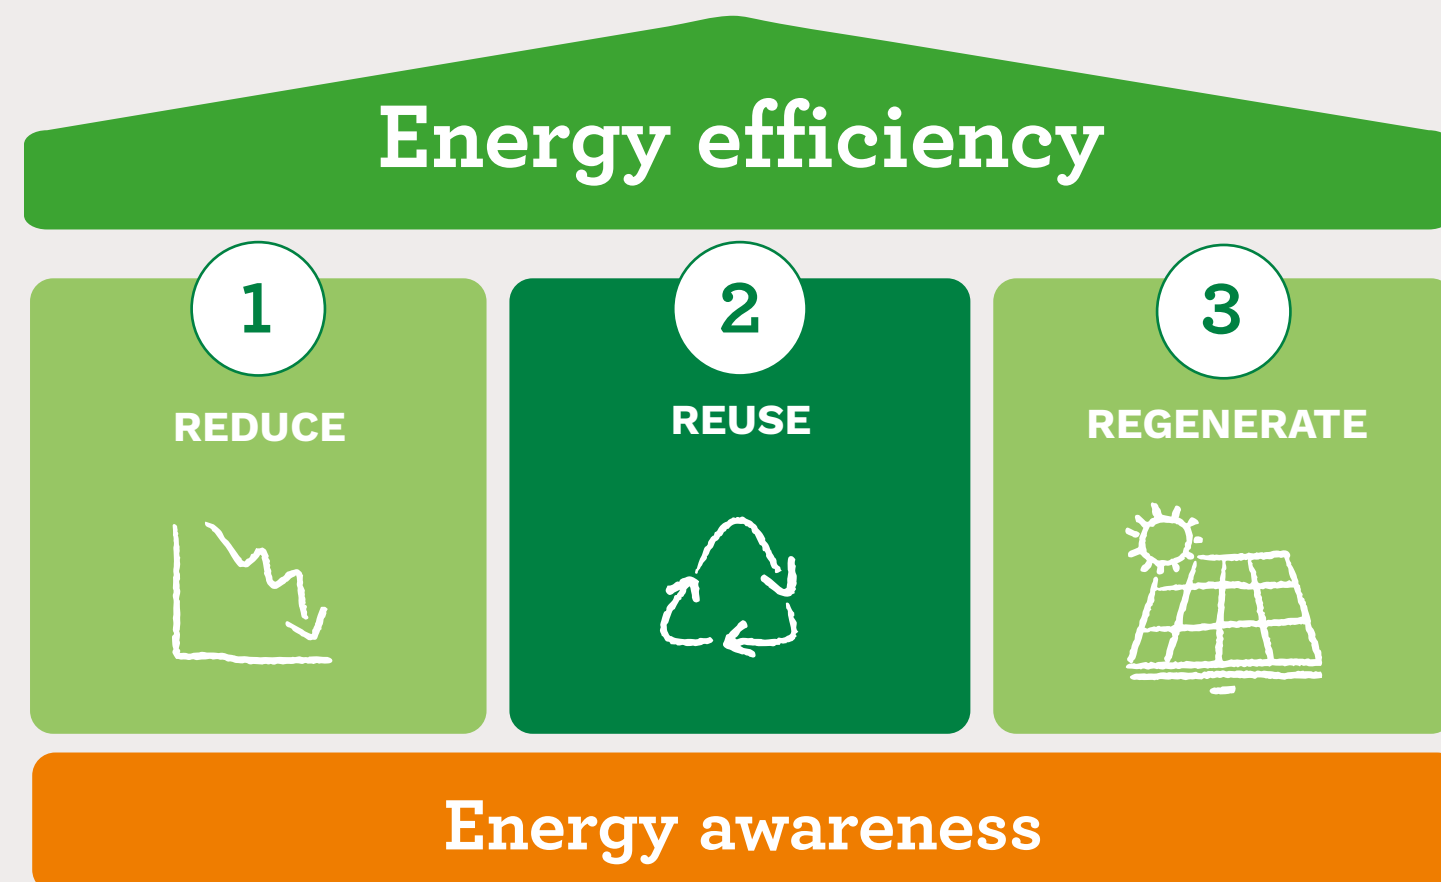 Energy efficiency
1
2
3
REDUCE
REUSE
REGENERATE
Energy awareness